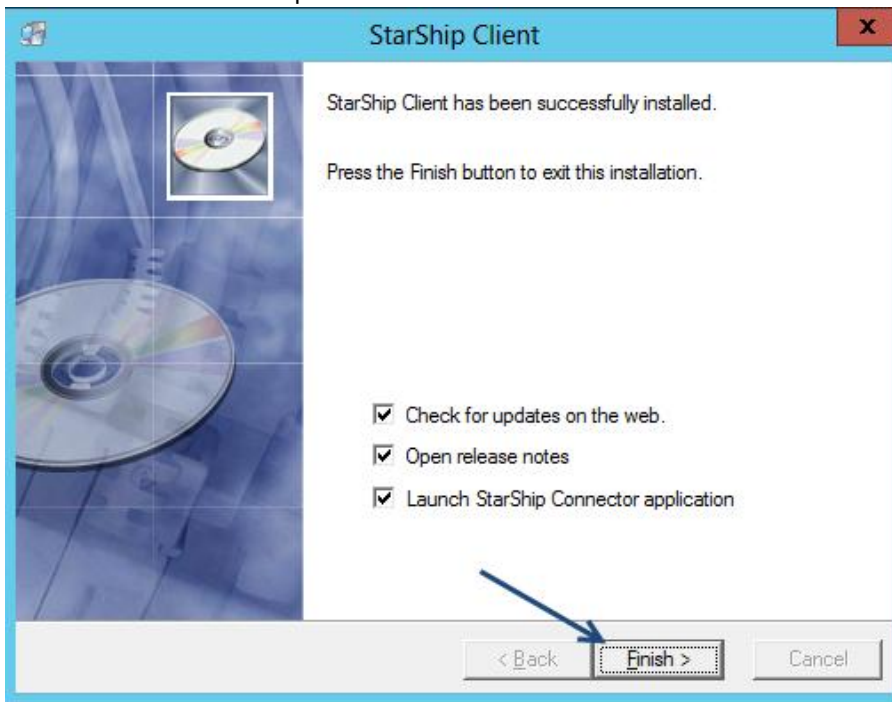 StarShip Client
x
StarShip Client has been successfully installed.
Press the Finish button to exit this installation.
Check for updates on the web.
Open release notes
Launch StarShip Connector application
< Back Finish > Cancel